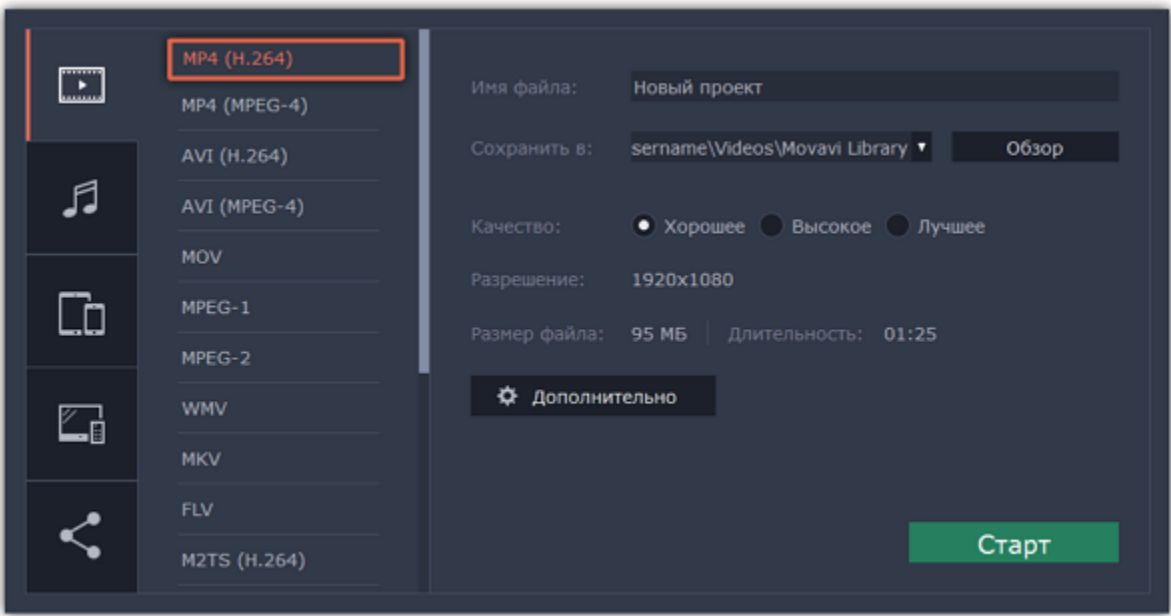 MP4 (H.264)
MP4 (MPEG-4)
AVI (H.264)
AVI (MPEG-4)
MOV
MPEG-1
MPEG-2
WMV
MKV
FLV
M2TS (H.264)
Имя файла: Новый проект
Сохранить в: sername\Videos\Movavi Library Обзор
Качество: Хорошее Высокое Лучшее
Разрешение: 1920x1080
Размер файла: 95 МБ Длительность: 01:25
Дополнительно
Старт